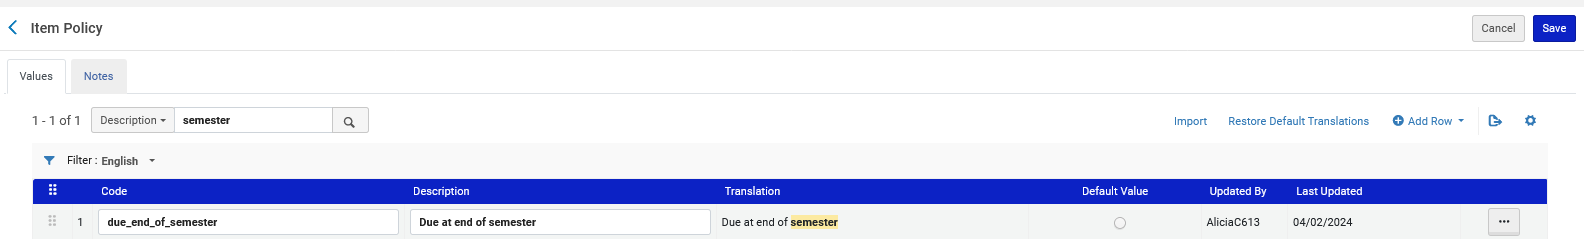 Item Policy
Cancel
Save
Values
Notes
1 - 1 of 1
Description
semester
Import
Restore Default Translations
Add Row
Filter : English
Code
Description
Translation
Default Value
Updated By
Last Updated
1
due_end_of_semester
Due at end of semester
Due at end of semester
AliciaC613
04/02/2024